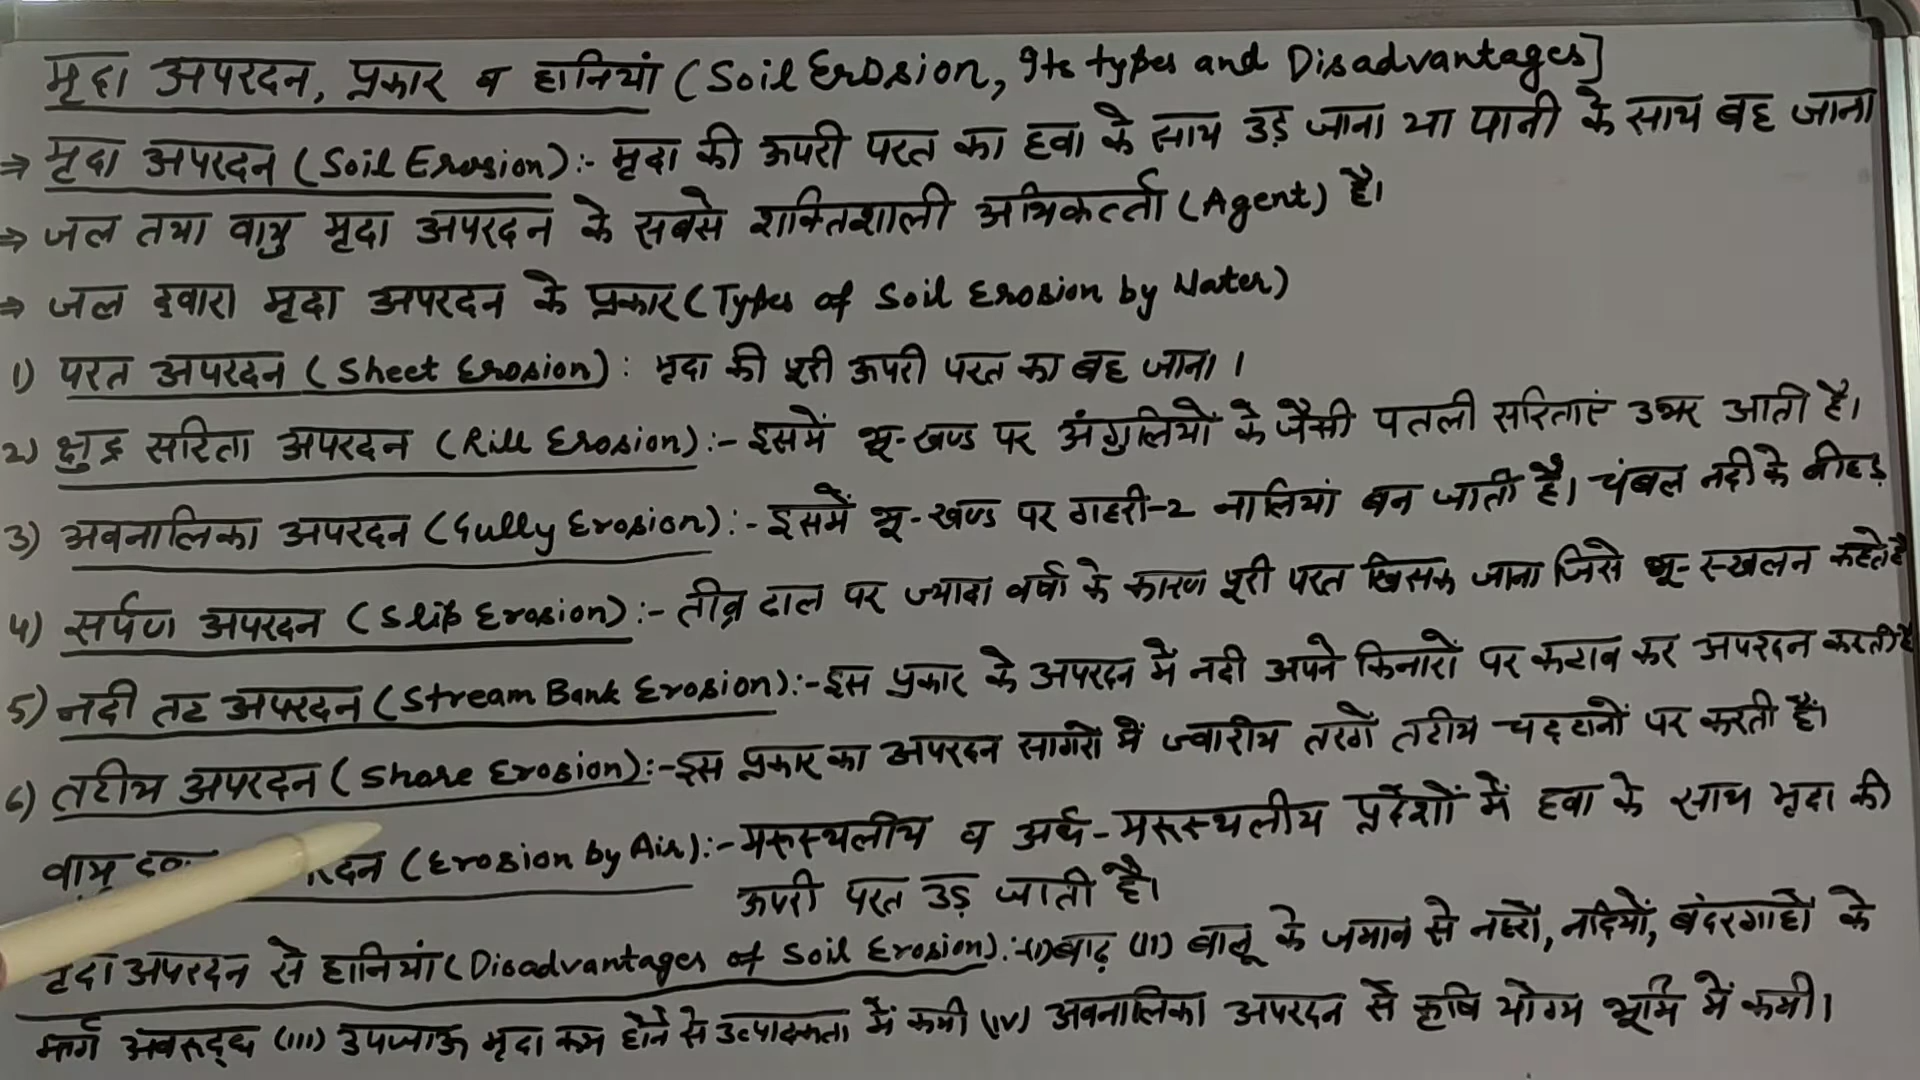 मृदा अपरदन, प्रकार व हानियां (Soil Erosion, Its types and Disadvantages]
⇒ मृदा अपरदन (Soil Erosion):- मृदा की ऊपरी परत का हवा के साथ उड़ जाना या पानी के साथ बह जाना
⇒ जल तथा वायु मृदा अपरदन के सबसे शक्तिशाली अभिकर्त्ता (Agent) है।
⇒ जल द्वारा मृदा अपरदन के प्रकार (Types of Soil Erosion by Water)
1) परत अपरदन (Sheet Erosion): मृदा की पूरी ऊपरी परत का बह जाना।
2) क्षुद्र सरिता अपरदन (Rill Erosion):- इसमें भू-खण्ड पर अंगुलियों के जैसी पतली सरिताएं उभर आती है।
3) अवनालिका अपरदन (Gully Erosion):- इसमें भू-खण्ड पर गहरी-2 नालियां बन जाती है। चंबल नदी के बीहड़
4) सर्पण अपरदन (Slip Erosion):- तीव्र ढाल पर ज्यादा वर्षा के कारण पूरी परत खिसक जाना जिसे भू-स्खलन कहते है
5) नदी तट अपरदन (Stream Bank Erosion):- इस प्रकार के अपरदन में नदी अपने किनारों पर कटाव कर अपरदन करती है
6) तटीय अपरदन (Shore Erosion):- इस प्रकार का अपरदन सागरों में ज्वारीय तरंगें तटीय चट्टानों पर करती हैं।
वायु (Erosion by Air):- मरूस्थलीय व अर्ध-मरूस्थलीय प्रदेशों में हवा के साथ मृदा की
ऊपरी परत उड़ जाती है।
मृदा अपरदन से हानियां (Disadvantages of Soil Erosion):-(i) बाढ़ (ii) बालू के जमाव से नहरों, नदियों, बंदरगाहों के
मार्ग अवरूद्ध (iii) उपजाऊ मृदा कम होने से उत्पादकता में कमी (iv) अवनालिका अपरदन से कृषि योग्य भूमि में कमी।